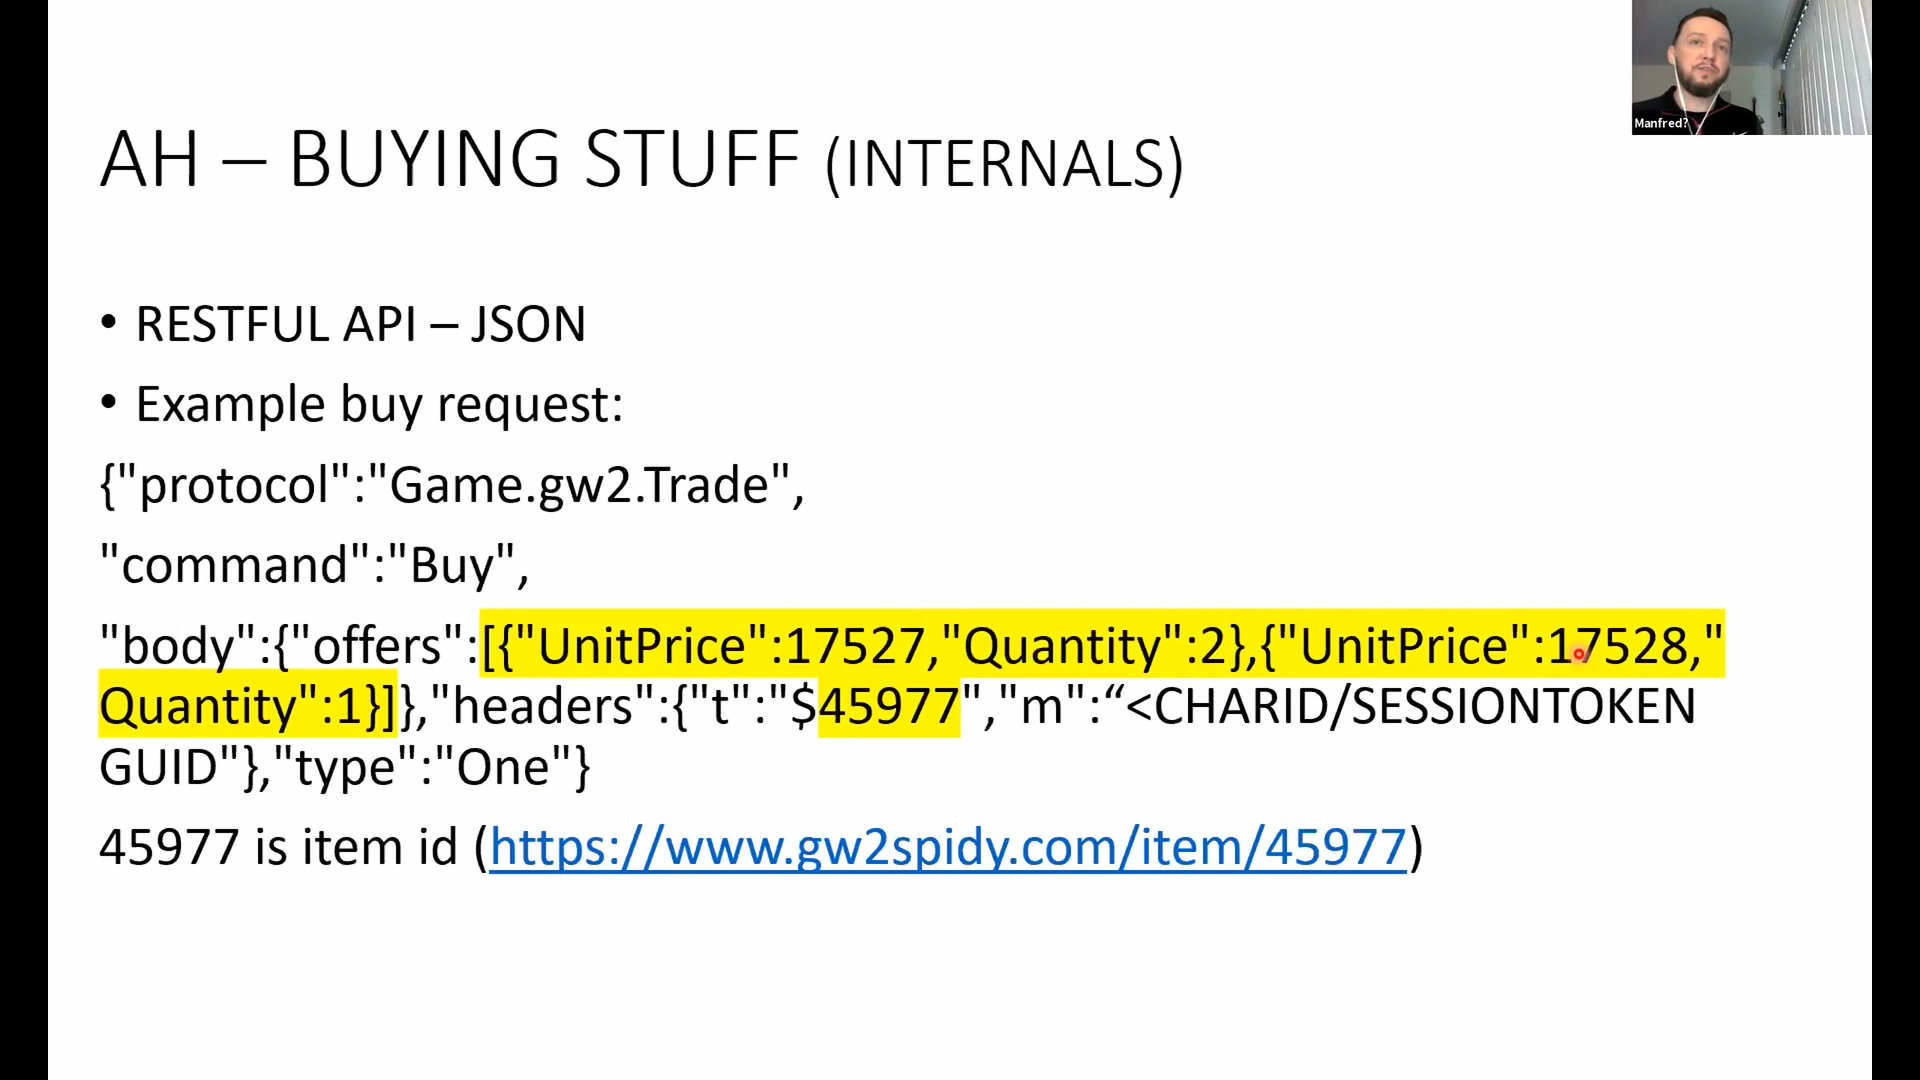 Manfred?
AH – BUYING STUFF (INTERNALS)
• RESTFUL API – JSON
• Example buy request:
{"protocol":"Game.gw2.Trade",
"command":"Buy",
"body":{"offers":[{"UnitPrice":17527,"Quantity":2},{"UnitPrice":17528,"
Quantity":1}]},"headers":{"t":"$45977","m":“<CHARID/SESSIONTOKEN
GUID"},"type":"One"}
45977 is item id (https://www.gw2spidy.com/item/45977)